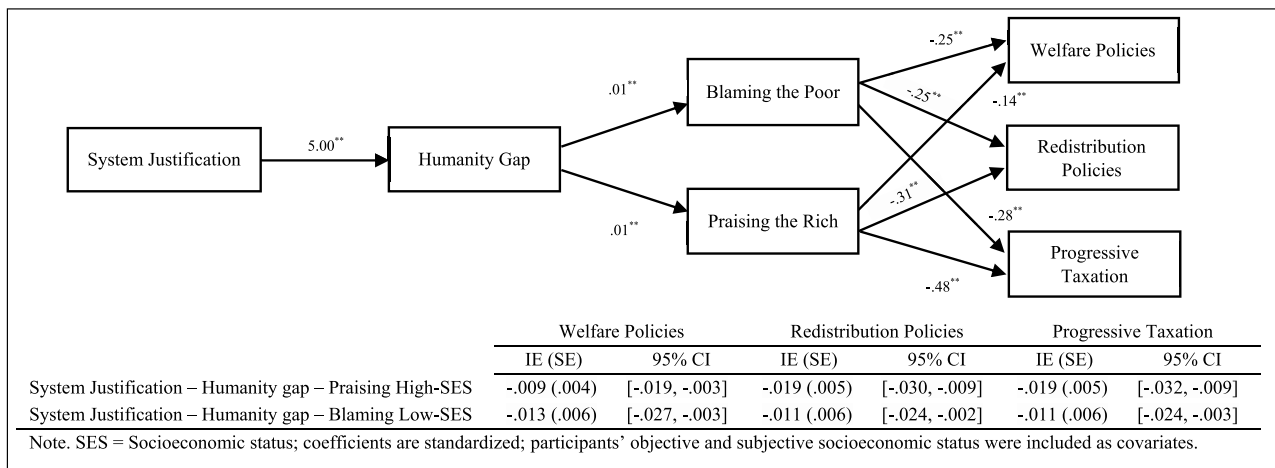 -.25**
Welfare Policies
.01**
Blaming the Poor
-.25**
-.14**
System Justification
5.00**
Humanity Gap
Redistribution
Policies
-.31**
.01**
Praising the Rich
-.28**
Progressive
Taxation
-.48**
Welfare Policies Redistribution Policies Progressive Taxation
IE (SE) 95% CI IE (SE) 95% CI IE (SE) 95% CI
System Justification – Humanity gap – Praising High-SES -.009 (.004) [-.019, -.003] -.019 (.005) [-.030, -.009] -.019 (.005) [-.032, -.009]
System Justification – Humanity gap – Blaming Low-SES -.013 (.006) [-.027, -.003] -.011 (.006) [-.024, -.002] -.011 (.006) [-.024, -.003]
Note. SES = Socioeconomic status; coefficients are standardized; participants’ objective and subjective socioeconomic status were included as covariates.